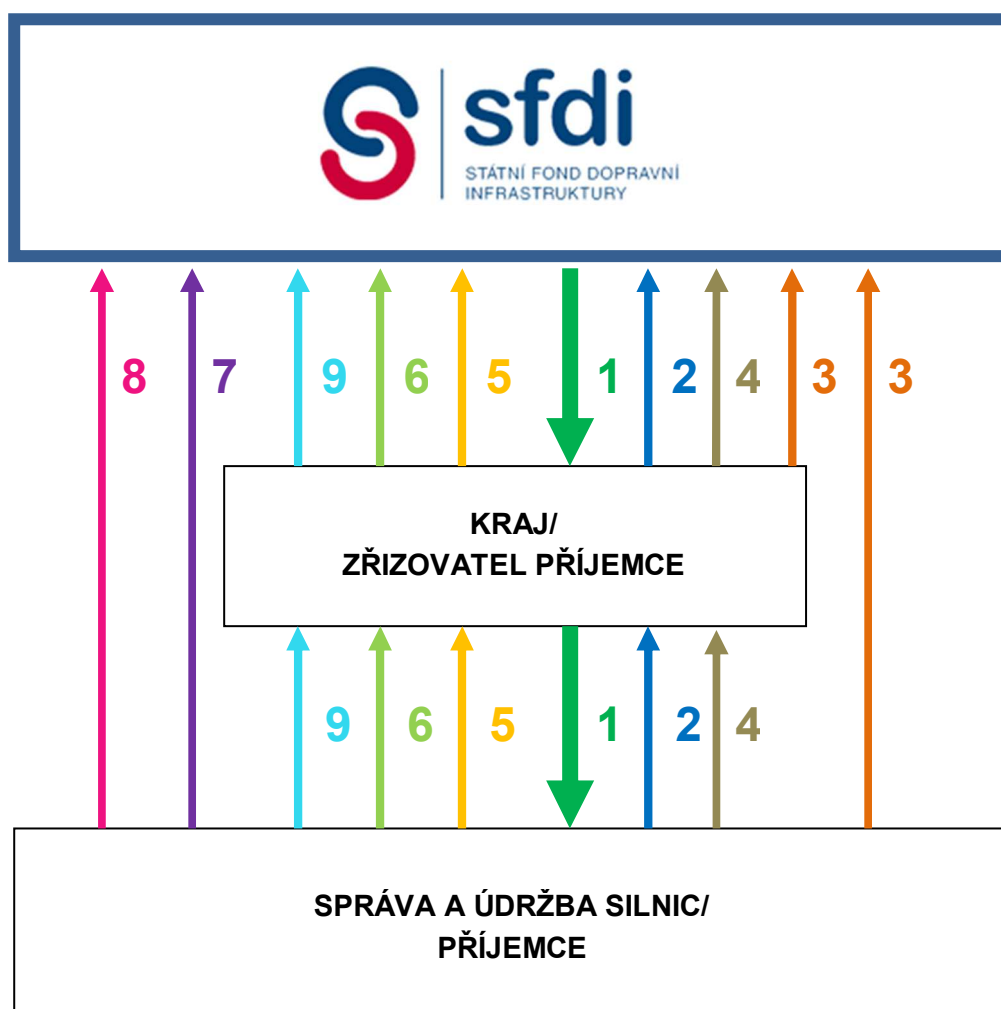 sfdi
STÁTNÍ FOND DOPRAVNÍ
INFRASTRUKTURY
8 7 9 6 5 1 2 4 3 3
KRAJ/
ZŘIZOVATEL PŘÍJEMCE
9 6 5 1 2 4
SPRÁVA A ÚDRŽBA SILNIC/
PŘÍJEMCE